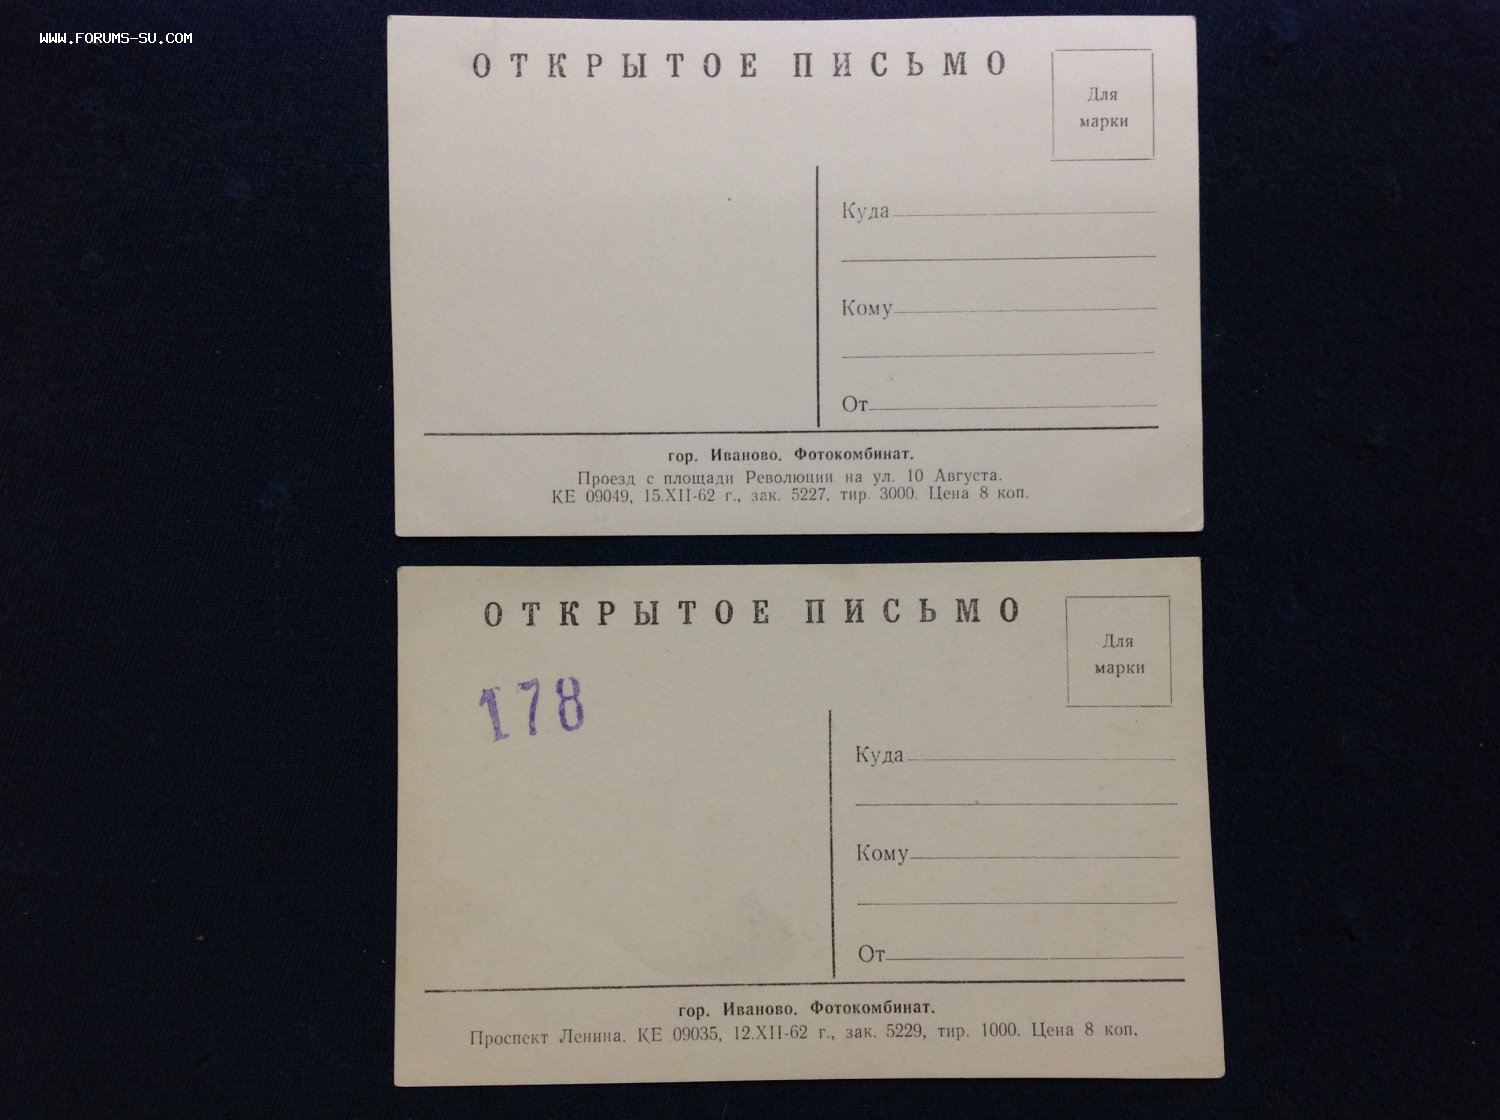 WWW.FORUMS-SU.COM
ОТКРЫТОЕ ПИСЬМО
Для
марки
Куда
Кому
От
гор. Иваново. Фотокомбинат.
Проезд с площади Революции на ул. 10 Августа.
КЕ 09049, 15.XII-62 г., зак. 5227, тир. 3000. Цена 8 коп.
ОТКРЫТОЕ ПИСЬМО
Для
марки
178
Куда
Кому
От
гор. Иваново. Фотокомбинат.
Проспект Ленина. КЕ 09035, 12.XII-62 г., зак. 5229, тир. 1000. Цена 8 коп.